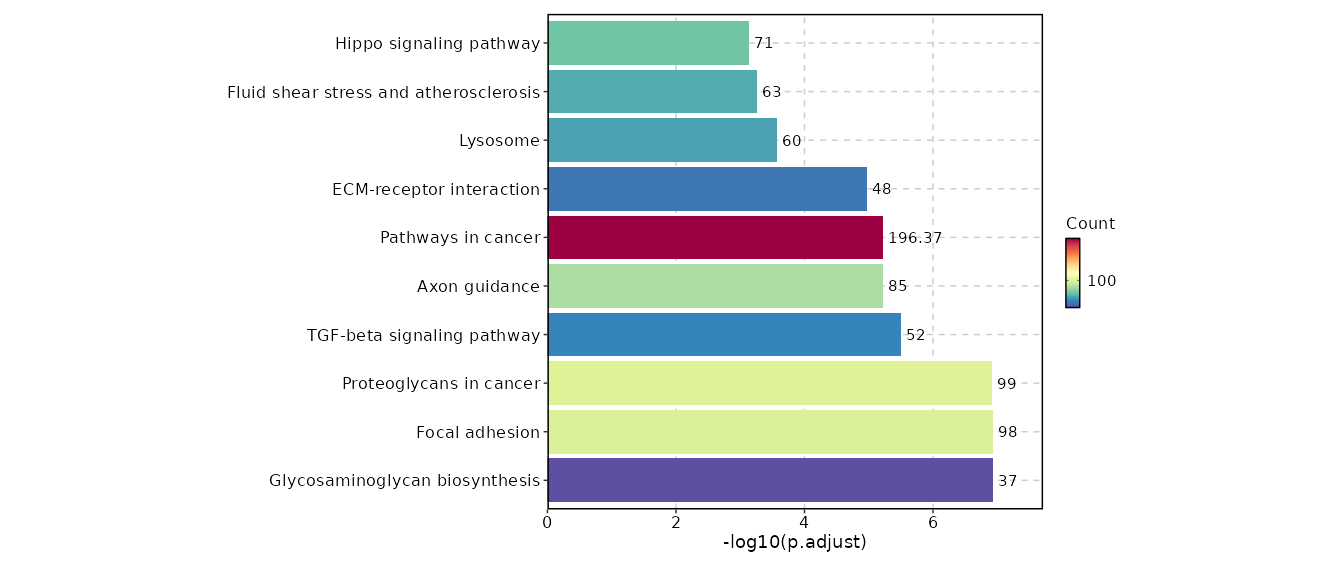 Hippo signaling pathway 71
Fluid shear stress and atherosclerosis 63
Lysosome 60
ECM-receptor interaction 48
Pathways in cancer 196.37
Axon guidance 85
TGF-beta signaling pathway 52
Proteoglycans in cancer 99
Focal adhesion 98
Glycosaminoglycan biosynthesis 37
0 2 4 6
-log10(p.adjust)
Count
100